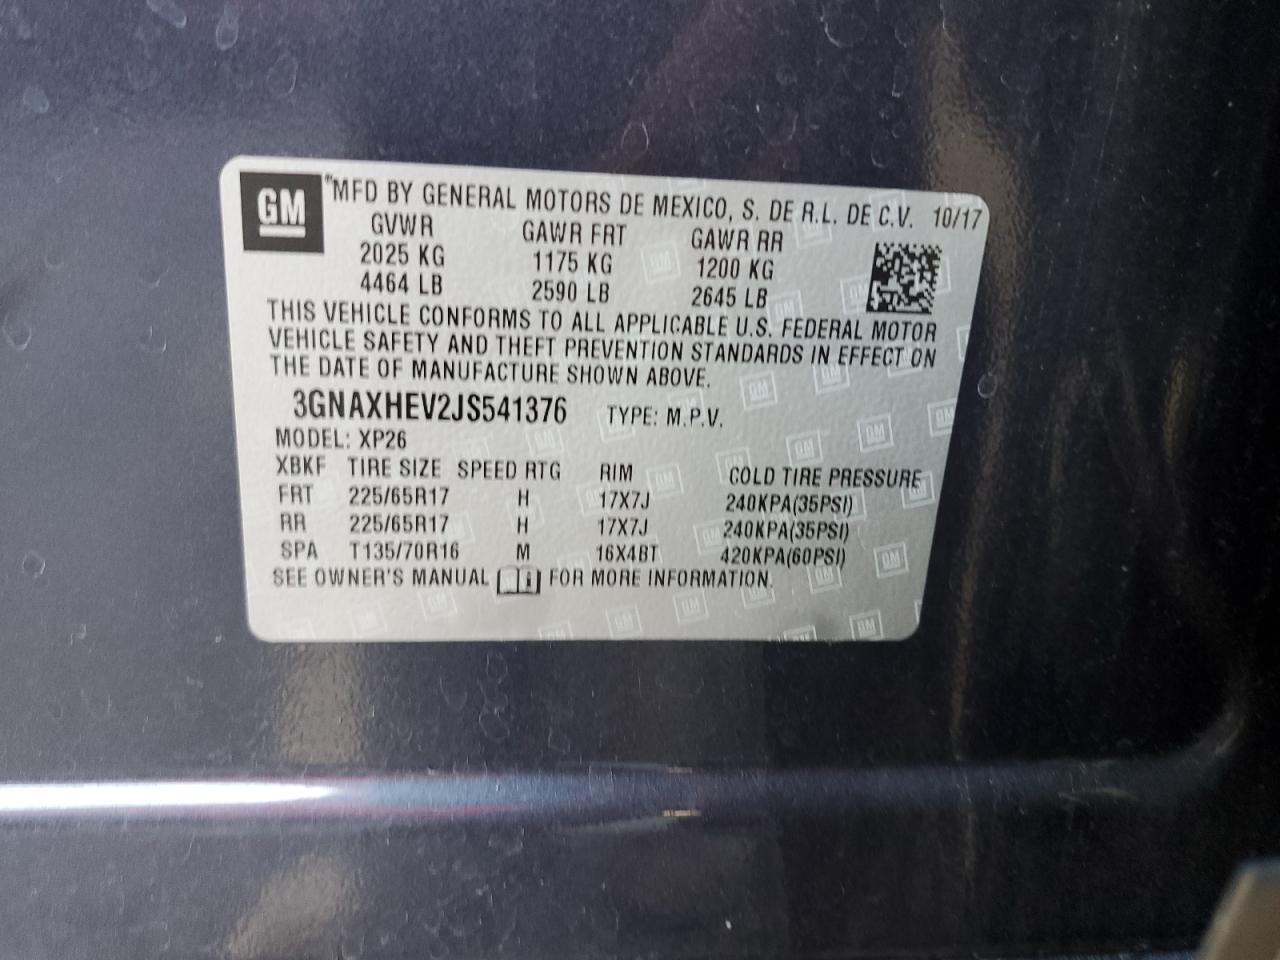 GM "MFD BY GENERAL MOTORS DE MEXICO, S. DE R.L. DE C.V. 10/17
GVWR GAWR FRT GAWR RR
2025 KG 1175 KG 1200 KG
4464 LB 2590 LB 2645 LB
THIS VEHICLE CONFORMS TO ALL APPLICABLE U.S. FEDERAL MOTOR
VEHICLE SAFETY AND THEFT PREVENTION STANDARDS IN EFFECT ON
THE DATE OF MANUFACTURE SHOWN ABOVE.
3GNAXHEV2JS541376 TYPE: M.P.V.
MODEL: XP26
XBKF TIRE SIZE SPEED RTG RIM COLD TIRE PRESSURE
FRT 225/65R17 H 17X7J 240KPA(35PSI)
RR 225/65R17 H 17X7J 240KPA(35PSI)
SPA T135/70R16 M 16X4BT 420KPA(60PSI)
SEE OWNER'S MANUAL FOR MORE INFORMATION.